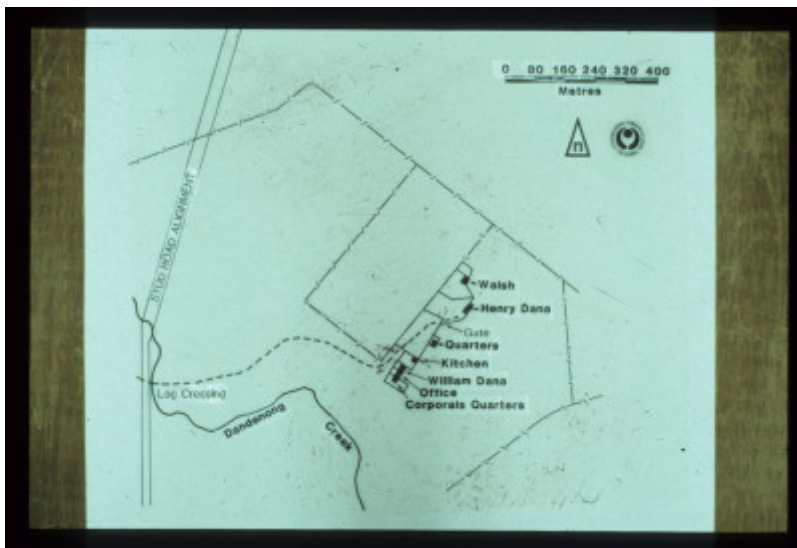 0 80 160 240 320 400
Metres
n
STUD ROAD ALIGNMENT
Walsh
Henry Dana
Gate
Quarters
Kitchen
William Dana
Office
Corporals Quarters
Log Crossing
Dandenong
Creek